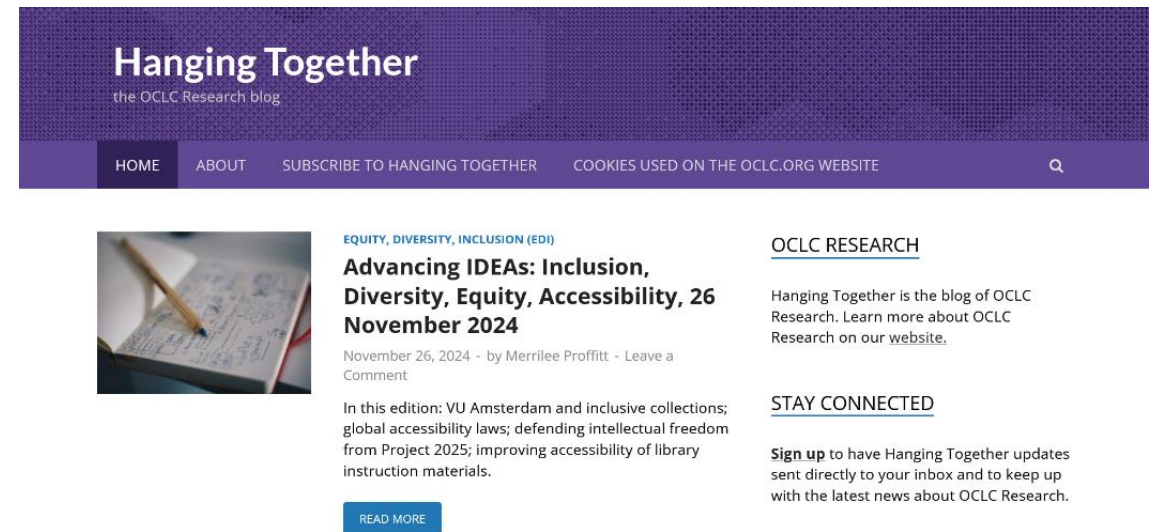 Hanging Together
the OCLC Research blog
HOME ABOUT SUBSCRIBE TO HANGING TOGETHER COOKIES USED ON THE OCLC.ORG WEBSITE
EQUITY, DIVERSITY, INCLUSION (EDI)
Advancing IDEAs: Inclusion,
Diversity, Equity, Accessibility, 26
November 2024
November 26, 2024 - by Merrilee Proffitt - Leave a
Comment
In this edition: VU Amsterdam and inclusive collections;
global accessibility laws; defending intellectual freedom
from Project 2025; improving accessibility of library
instruction materials.
READ MORE
OCLC RESEARCH
Hanging Together is the blog of OCLC
Research. Learn more about OCLC
Research on our website.
STAY CONNECTED
Sign up to have Hanging Together updates
sent directly to your inbox and to keep up
with the latest news about OCLC Research.